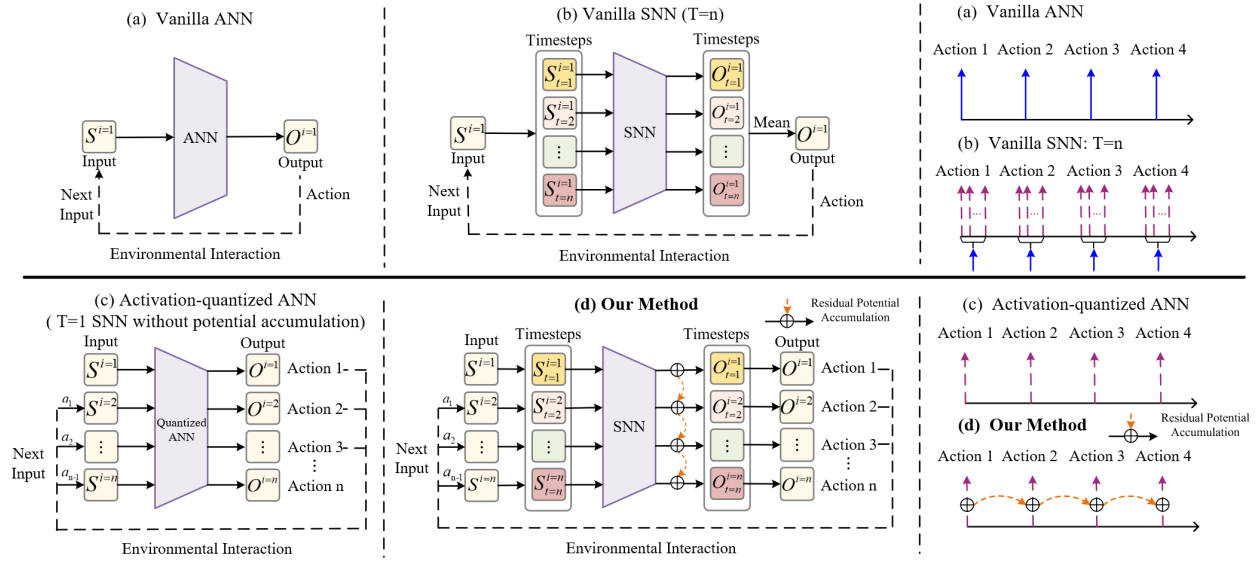 (a) Vanilla ANN
S^{i=1}
Input
ANN
O^{i=1}
Output
Next
Input
Action
Environmental Interaction
(b) Vanilla SNN (T=n)
Timesteps
Timesteps
S^{i=1}
Input
S^{i=1}_{t=1}
S^{i=1}_{t=2}
⋮
S^{i=1}_{t=n}
SNN
O^{i=1}_{t=1}
O^{i=1}_{t=2}
⋮
O^{i=1}_{t=n}
Mean
O^{i=1}
Output
Next
Input
Action
Environmental Interaction
(a) Vanilla ANN
Action 1 Action 2 Action 3 Action 4
(b) Vanilla SNN: T=n
Action 1 Action 2 Action 3 Action 4
... ... ... ...
(c) Activation-quantized ANN
( T=1 SNN without potential accumulation)
Input
Output
S^{i=1}
O^{i=1}
Action 1
a_1
S^{i=2}
O^{i=2}
Action 2
Quantized
ANN
a_2
⋮
⋮
Action 3
⋮
a_{n-1}
S^{i=n}
O^{i=n}
Action n
Next
Input
Environmental Interaction
(d) Our Method
Residual Potential
Accumulation
Input
Timesteps
Timesteps
Output
S^{i=1}
S^{i=1}_{t=1}
O^{i=1}_{t=1}
O^{i=1}
Action 1
a_1
S^{i=2}
S^{i=2}_{t=2}
O^{i=2}_{t=2}
O^{i=2}
Action 2
SNN
a_2
⋮
⋮
⋮
⋮
Action 3
⋮
a_{n-1}
S^{i=n}
S^{i=n}_{t=n}
O^{i=n}_{t=n}
O^{i=n}
Action n
Next
Input
Environmental Interaction
(c) Activation-quantized ANN
Action 1 Action 2 Action 3 Action 4
(d) Our Method
Residual Potential
Accumulation
Action 1 Action 2 Action 3 Action 4